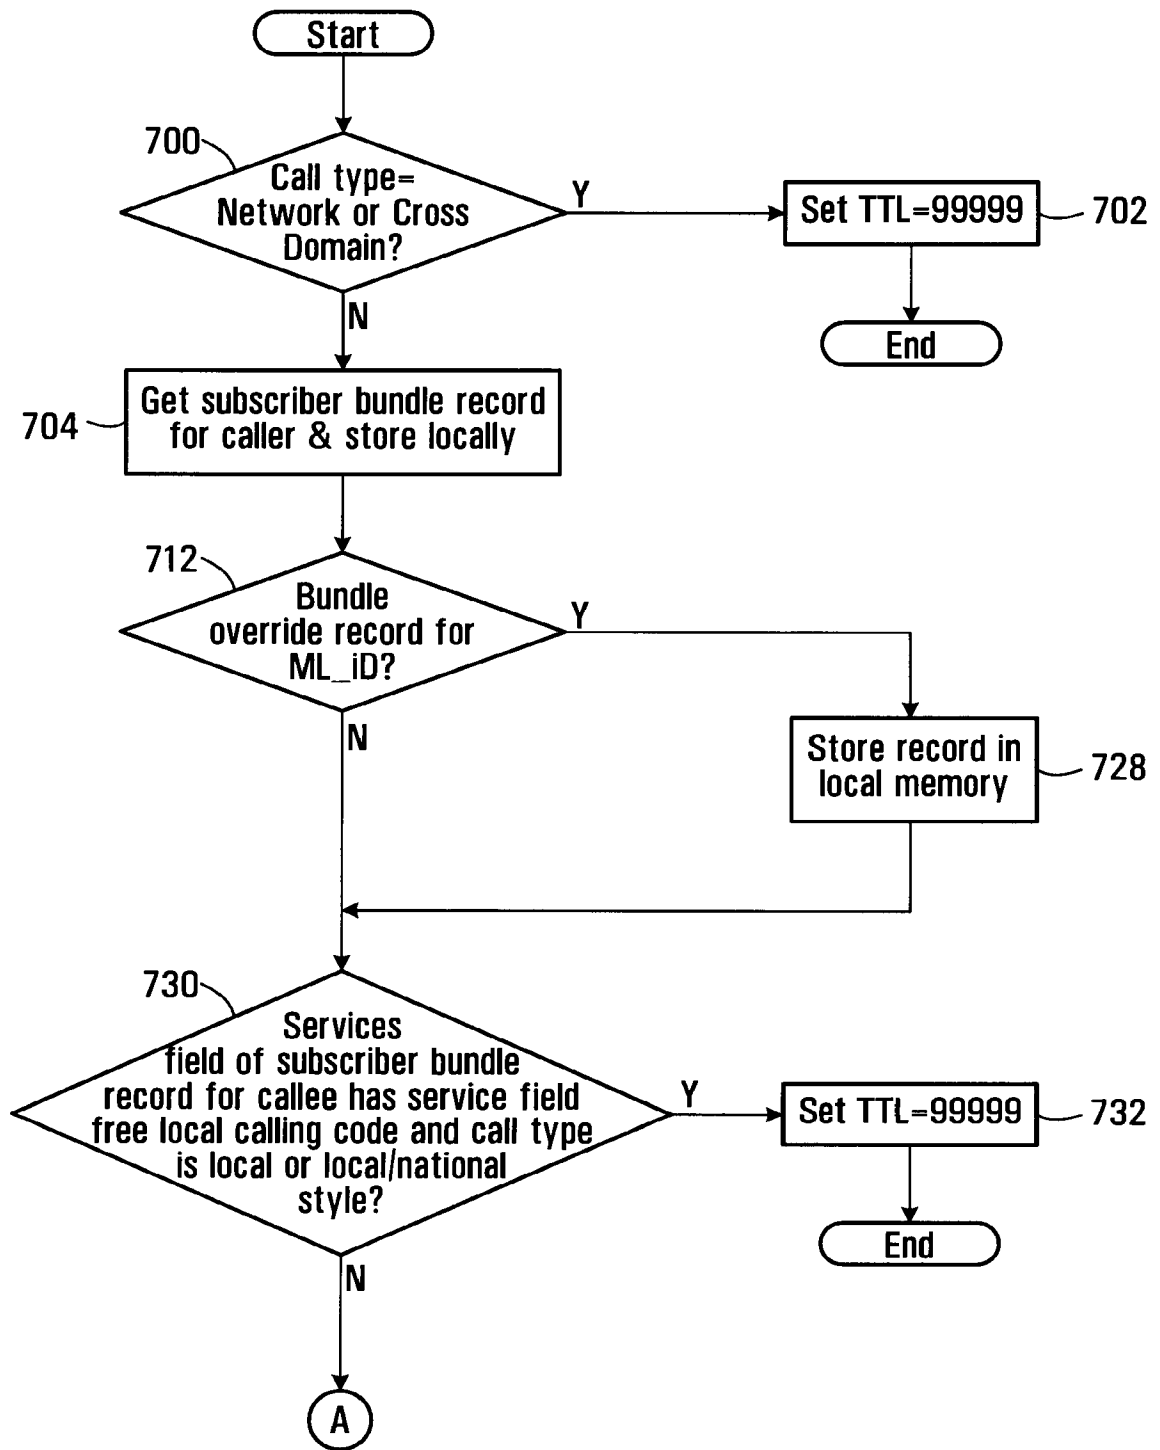 Start
700
Call type=
Network or Cross
Domain?
Y
Set TTL=99999
702
N
End
704
Get subscriber bundle record
for caller & store locally
712
Bundle
override record for
ML_iD?
Y
N
Store record in
local memory
728
730
Services
field of subscriber bundle
record for callee has service field
free local calling code and call type
is local or local/national
style?
Y
Set TTL=99999
732
End
N
A